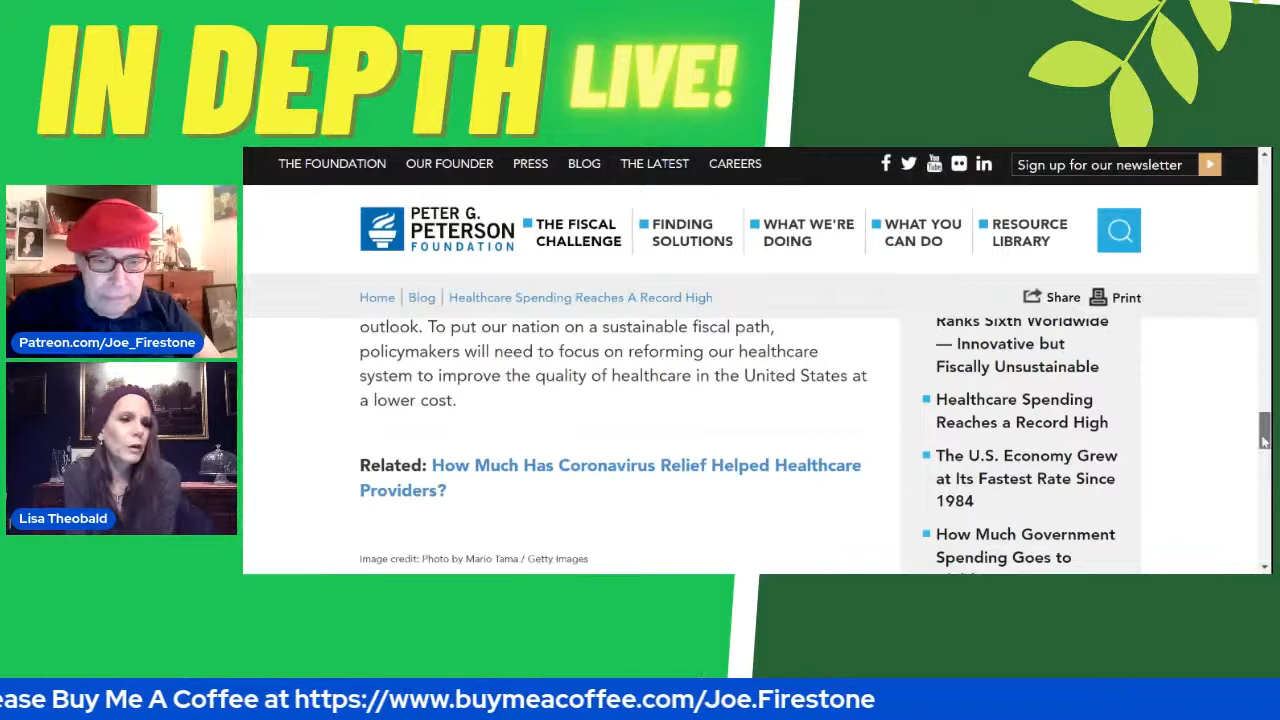 IN DEPTH LIVE!
THE FOUNDATION OUR FOUNDER PRESS BLOG THE LATEST CAREERS
Sign up for our newsletter
PETER G.
PETERSON
FOUNDATION
THE FISCAL
CHALLENGE
FINDING
SOLUTIONS
WHAT WE'RE
DOING
WHAT YOU
CAN DO
RESOURCE
LIBRARY
Home | Blog | Healthcare Spending Reaches A Record High
Share Print
outlook. To put our nation on a sustainable fiscal path,
policymakers will need to focus on reforming our healthcare
system to improve the quality of healthcare in the United States at
a lower cost.
Related: How Much Has Coronavirus Relief Helped Healthcare
Providers?
Image credit: Photo by Mario Tama / Getty Images
Ranks Sixth Worldwide
— Innovative but
Fiscally Unsustainable
Healthcare Spending
Reaches a Record High
The U.S. Economy Grew
at Its Fastest Rate Since
1984
How Much Government
Spending Goes to
Patreon.com/Joe_Firestone
Lisa Theobald
ease Buy Me A Coffee at https://www.buymeacoffee.com/Joe.Firestone